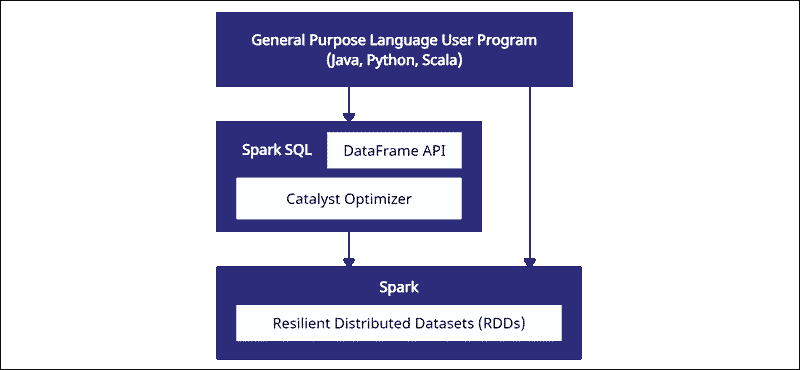 General Purpose Language User Program
(Java, Python, Scala)
Spark SQL
DataFrame API
Catalyst Optimizer
Spark
Resilient Distributed Datasets (RDDs)